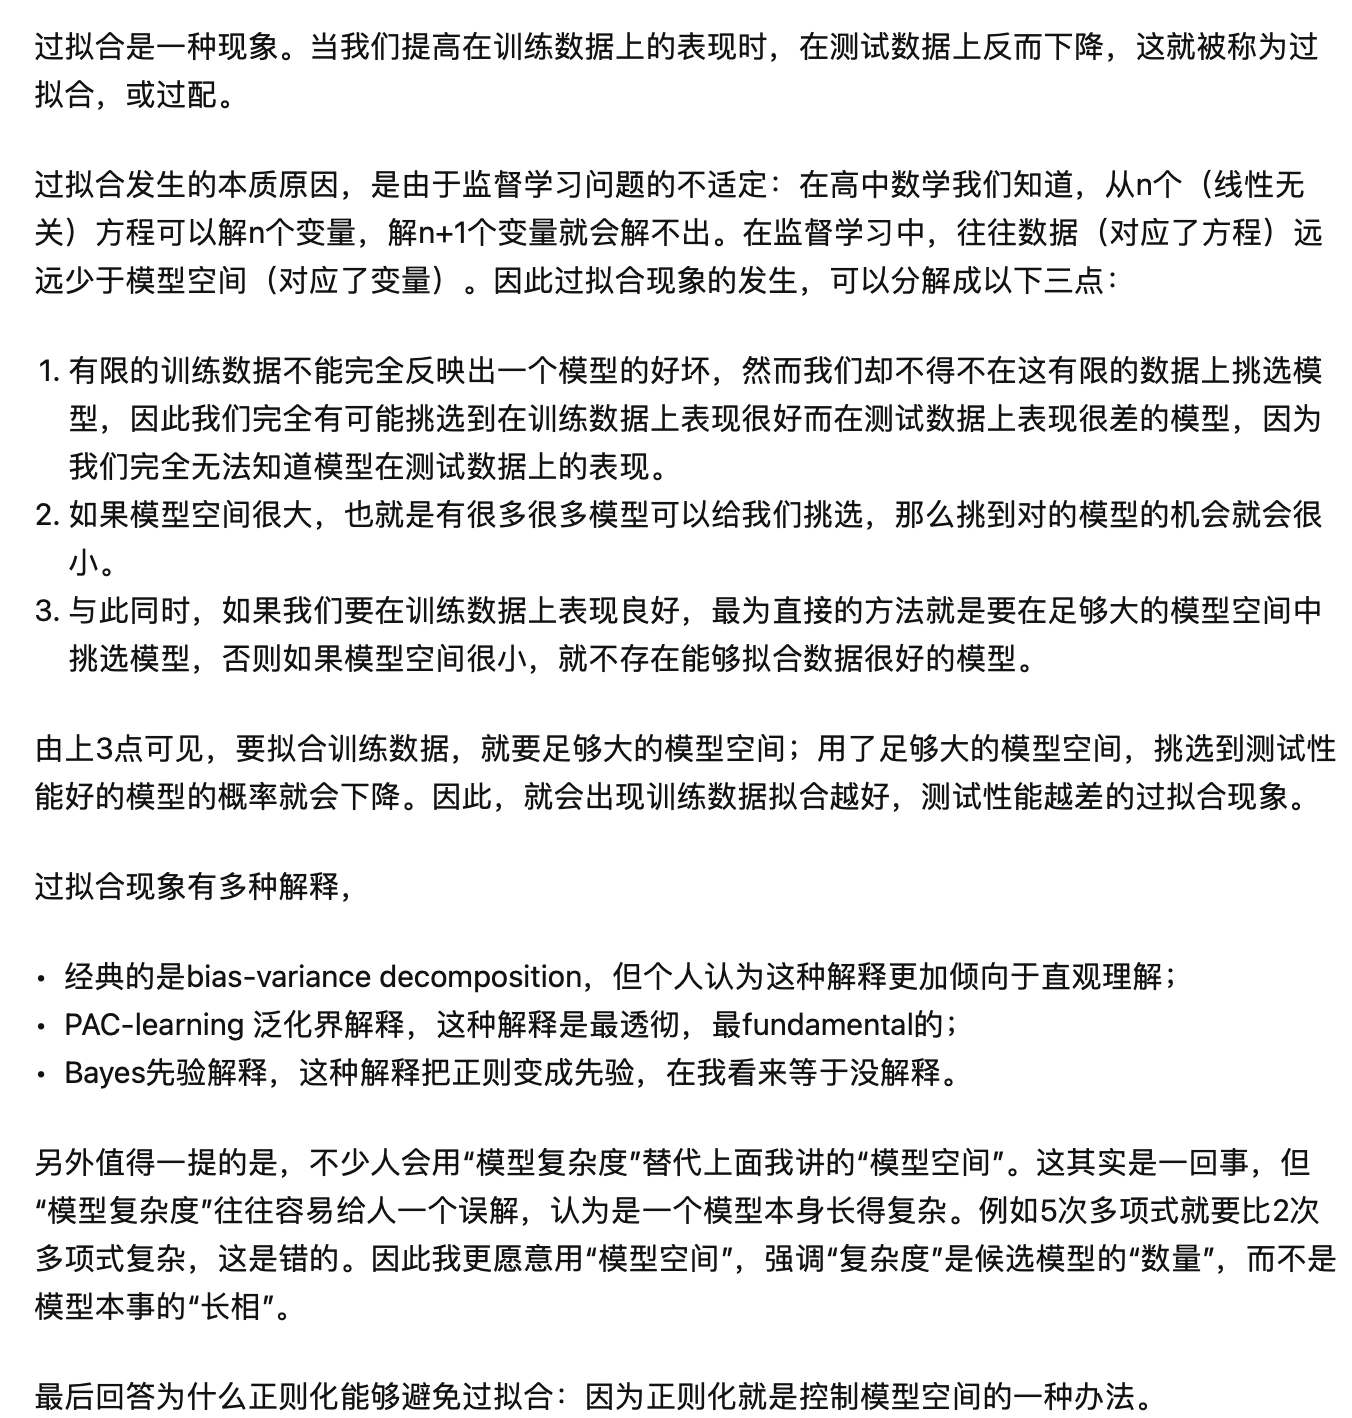 过拟合是一种现象。当我们提高在训练数据上的表现时，在测试数据上反而下降，这就被称为过
拟合，或过配。
过拟合发生的本质原因，是由于监督学习问题的不适定：在高中数学我们知道，从n个（线性无
关）方程可以解n个变量，解n+1个变量就会解不出。在监督学习中，往往数据（对应了方程）远
远少于模型空间（对应了变量）。因此过拟合现象的发生，可以分解成以下三点：
1. 有限的训练数据不能完全反映出一个模型的好坏，然而我们却不得不在这有限的数据上挑选模
型，因此我们完全有可能挑选到在训练数据上表现很好而在测试数据上表现很差的模型，因为
我们完全无法知道模型在测试数据上的表现。
2. 如果模型空间很大，也就是有很多很多模型可以给我们挑选，那么挑到对的模型的机会就会很
小。
3. 与此同时，如果我们要在训练数据上表现良好，最为直接的方法就是要在足够大的模型空间中
挑选模型，否则如果模型空间很小，就不存在能够拟合数据很好的模型。
由上3点可见，要拟合训练数据，就要足够大的模型空间；用了足够大的模型空间，挑选到测试性
能好的模型的概率就会下降。因此，就会出现训练数据拟合越好，测试性能越差的过拟合现象。
过拟合现象有多种解释，
• 经典的是bias-variance decomposition，但个人认为这种解释更加倾向于直观理解；
• PAC-learning 泛化界解释，这种解释是最透彻，最fundamental的；
• Bayes先验解释，这种解释把正则变成先验，在我看来等于没解释。
另外值得一提的是，不少人会用“模型复杂度”替代上面我讲的“模型空间”。这其实是一回事，但
“模型复杂度”往往容易给人一个误解，认为是一个模型本身长得复杂。例如5次多项式就要比2次
多项式复杂，这是错的。因此我更愿意用“模型空间”，强调“复杂度”是候选模型的“数量”，而不是
模型本事的“长相”。
最后回答为什么正则化能够避免过拟合：因为正则化就是控制模型空间的一种办法。